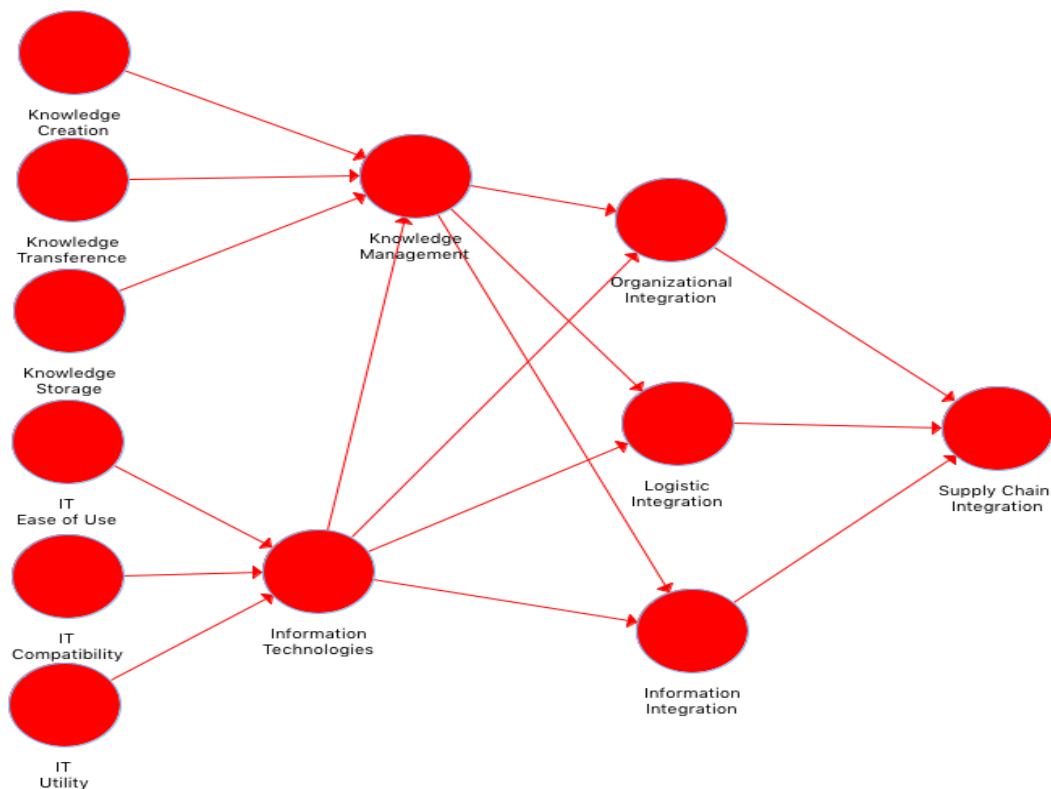 Knowledge
Creation
Knowledge
Transference
Knowledge
Storage
IT
Ease of Use
IT
Compatibility
IT
Utility
Knowledge
Management
Information
Technologies
Organizational
Integration
Logistic
Integration
Information
Integration
Supply Chain
Integration